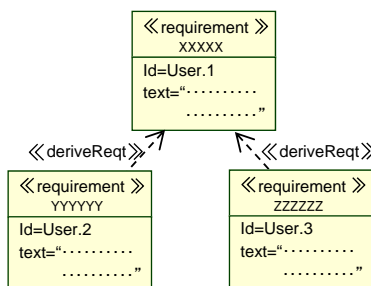 ≪requirement ≫
XXXXX
Id=User.1
text=“··········
··········”
≪deriveReqt≫
≪deriveReqt≫
≪requirement ≫
YYYYYY
Id=User.2
text=“··········
··········”
≪requirement ≫
ZZZZZZ
Id=User.3
text=“··········
··········”